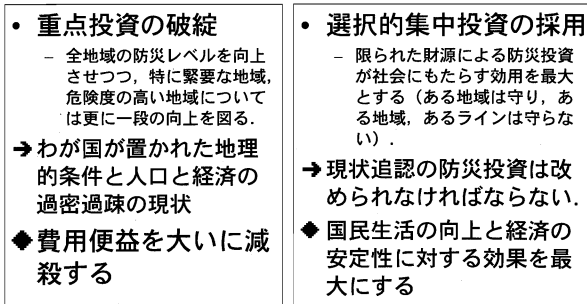 • 重点投資の破綻
– 全地域の防災レベルを向上
させつつ，特に緊要な地域，
危険度の高い地域について
は更に一段の向上を図る．
➔わが国が置かれた地理
的条件と人口と経済の
過密過疎の現状
◆費用便益を大いに減
殺する
• 選択的集中投資の採用
– 限られた財源による防災投資
が社会にもたらす効用を最大
とする（ある地域は守り，あ
る地域，あるラインは守らな
い）．
➔現状追認の防災投資は改
められなければならない．
◆国民生活の向上と経済の
安定性に対する効果を最
大にする